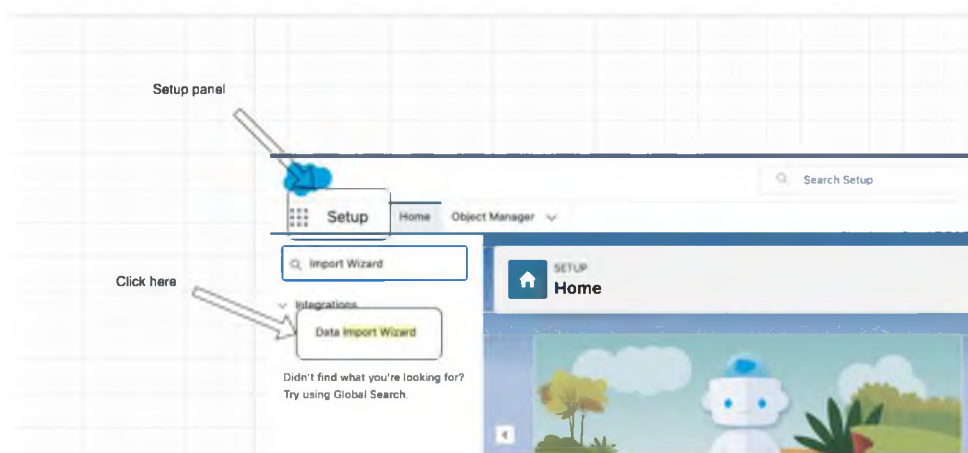 Setup panel
Search Setup
Setup
Home
Object Manager
Import Wizard
SETUP
Home
Click here
Integrations
Data Import Wizard
Didn't find what you're looking for?
Try using Global Search.